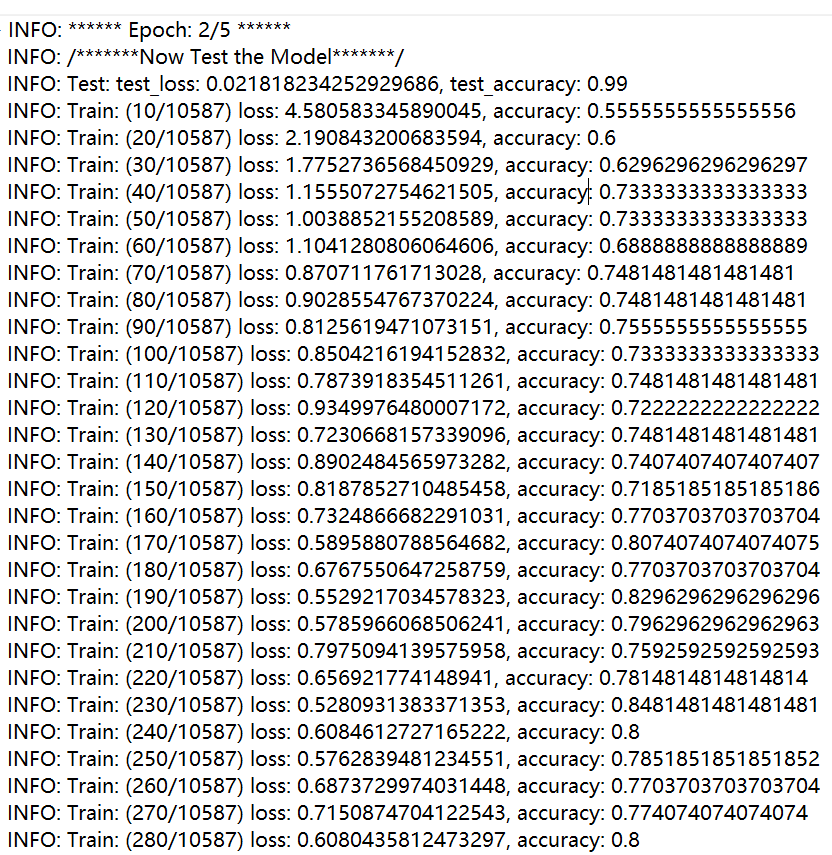 INFO: ****** Epoch: 2/5 ******
INFO: /*******Now Test the Model*******/
INFO: Test: test_loss: 0.021818234252929686, test_accuracy: 0.99
INFO: Train: (10/10587) loss: 4.580583345890045, accuracy: 0.5555555555555556
INFO: Train: (20/10587) loss: 2.190843200683594, accuracy: 0.6
INFO: Train: (30/10587) loss: 1.7752736568450929, accuracy: 0.6296296296296297
INFO: Train: (40/10587) loss: 1.1555072754621505, accuracy: 0.7333333333333333
INFO: Train: (50/10587) loss: 1.0038852155208589, accuracy: 0.7333333333333333
INFO: Train: (60/10587) loss: 1.1041280806064606, accuracy: 0.6888888888888889
INFO: Train: (70/10587) loss: 0.870711761713028, accuracy: 0.7481481481481481
INFO: Train: (80/10587) loss: 0.9028554767370224, accuracy: 0.7481481481481481
INFO: Train: (90/10587) loss: 0.8125619471073151, accuracy: 0.7555555555555555
INFO: Train: (100/10587) loss: 0.8504216194152832, accuracy: 0.7333333333333333
INFO: Train: (110/10587) loss: 0.7873918354511261, accuracy: 0.7481481481481481
INFO: Train: (120/10587) loss: 0.9349976480007172, accuracy: 0.7222222222222222
INFO: Train: (130/10587) loss: 0.7230668157339096, accuracy: 0.7481481481481481
INFO: Train: (140/10587) loss: 0.8902484565973282, accuracy: 0.7407407407407407
INFO: Train: (150/10587) loss: 0.8187852710485458, accuracy: 0.7185185185185186
INFO: Train: (160/10587) loss: 0.7324866682291031, accuracy: 0.7703703703703704
INFO: Train: (170/10587) loss: 0.5895880788564682, accuracy: 0.8074074074074075
INFO: Train: (180/10587) loss: 0.6767550647258759, accuracy: 0.7703703703703704
INFO: Train: (190/10587) loss: 0.5529217034578323, accuracy: 0.8296296296296296
INFO: Train: (200/10587) loss: 0.5785966068506241, accuracy: 0.7962962962962963
INFO: Train: (210/10587) loss: 0.7975094139575958, accuracy: 0.7592592592592593
INFO: Train: (220/10587) loss: 0.656921774148941, accuracy: 0.7814814814814814
INFO: Train: (230/10587) loss: 0.5280931383371353, accuracy: 0.8481481481481481
INFO: Train: (240/10587) loss: 0.6084612727165222, accuracy: 0.8
INFO: Train: (250/10587) loss: 0.5762839481234551, accuracy: 0.7851851851851852
INFO: Train: (260/10587) loss: 0.6873729974031448, accuracy: 0.7703703703703704
INFO: Train: (270/10587) loss: 0.7150874704122543, accuracy: 0.774074074074074
INFO: Train: (280/10587) loss: 0.6080435812473297, accuracy: 0.8